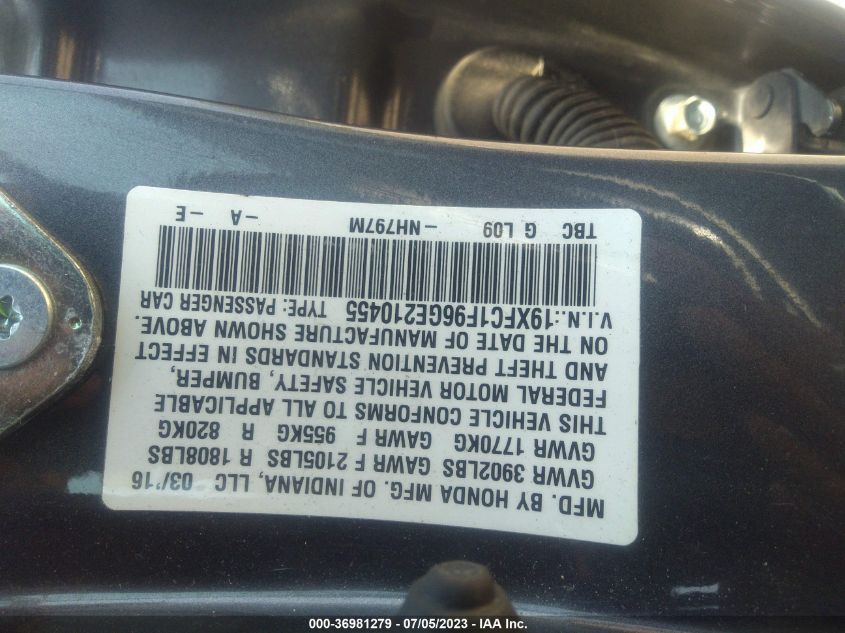 MFD. BY HONDA MFG. OF INDIANA, LLC 03/'16
GVWR 3902LBS GAWR F 2105LBS R 1808LBS
GVWR 1770KG GAWR F 955KG R 820KG
THIS VEHICLE CONFORMS TO ALL APPLICABLE
FEDERAL MOTOR VEHICLE SAFETY, BUMPER,
AND THEFT PREVENTION STANDARDS IN EFFECT
ON THE DATE OF MANUFACTURE SHOWN ABOVE.
V.I.N.:19XFC1F96GE210455 TYPE: PASSENGER CAR
TBC G L09 -NH797M -A -E
000-36981279 - 07/05/2023 - IAA Inc.